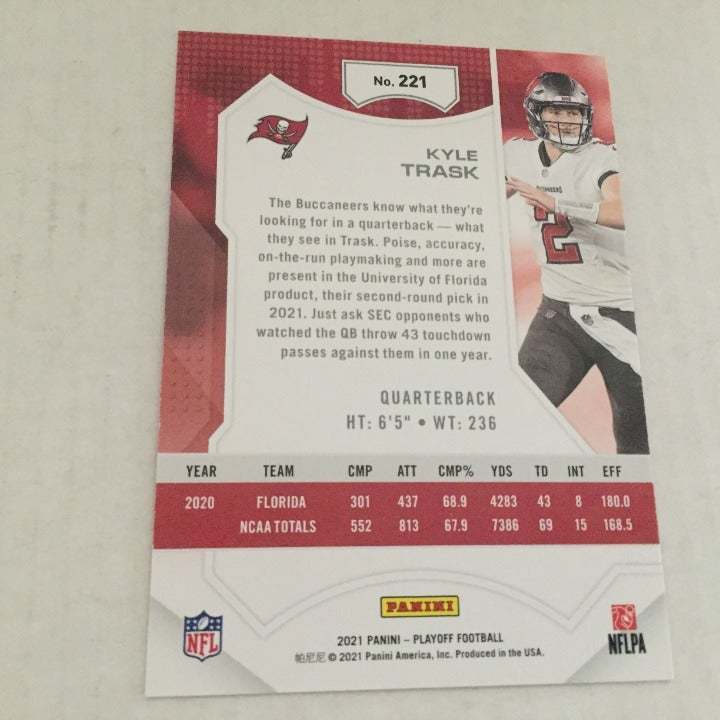 No. 221
KYLE
TRASK
The Buccaneers know what they're
looking for in a quarterback — what
they see in Trask. Poise, accuracy,
on-the-run playmaking and more are
present in the University of Florida
product, their second-round pick in
2021. Just ask SEC opponents who
watched the QB throw 43 touchdown
passes against them in one year.
QUARTERBACK
HT: 6'5" • WT: 236
YEAR TEAM CMP ATT CMP% YDS TD INT EFF
2020 FLORIDA 301 437 68.9 4283 43 8 180.0
NCAA TOTALS 552 813 67.9 7386 69 15 168.5
PANINI
2021 PANINI – PLAYOFF FOOTBALL
帕尼尼 © 2021 Panini America, Inc. Produced in the USA.
NFL
NFLPA
2